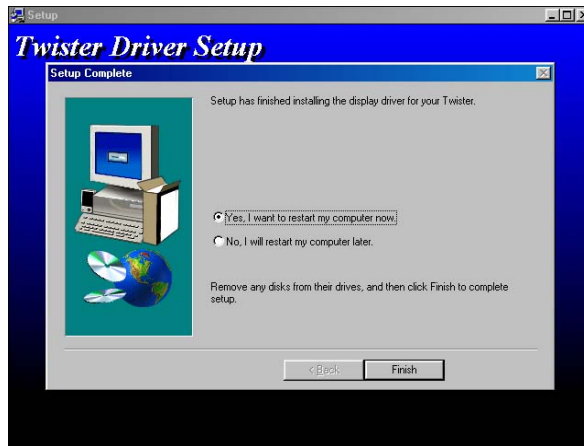 Setup
Twister Driver Setup
Setup Complete
Setup has finished installing the display driver for your Twister.
Yes, I want to restart my computer now.
No, I will restart my computer later.
Remove any disks from their drives, and then click Finish to complete
setup.
< Back
Finish